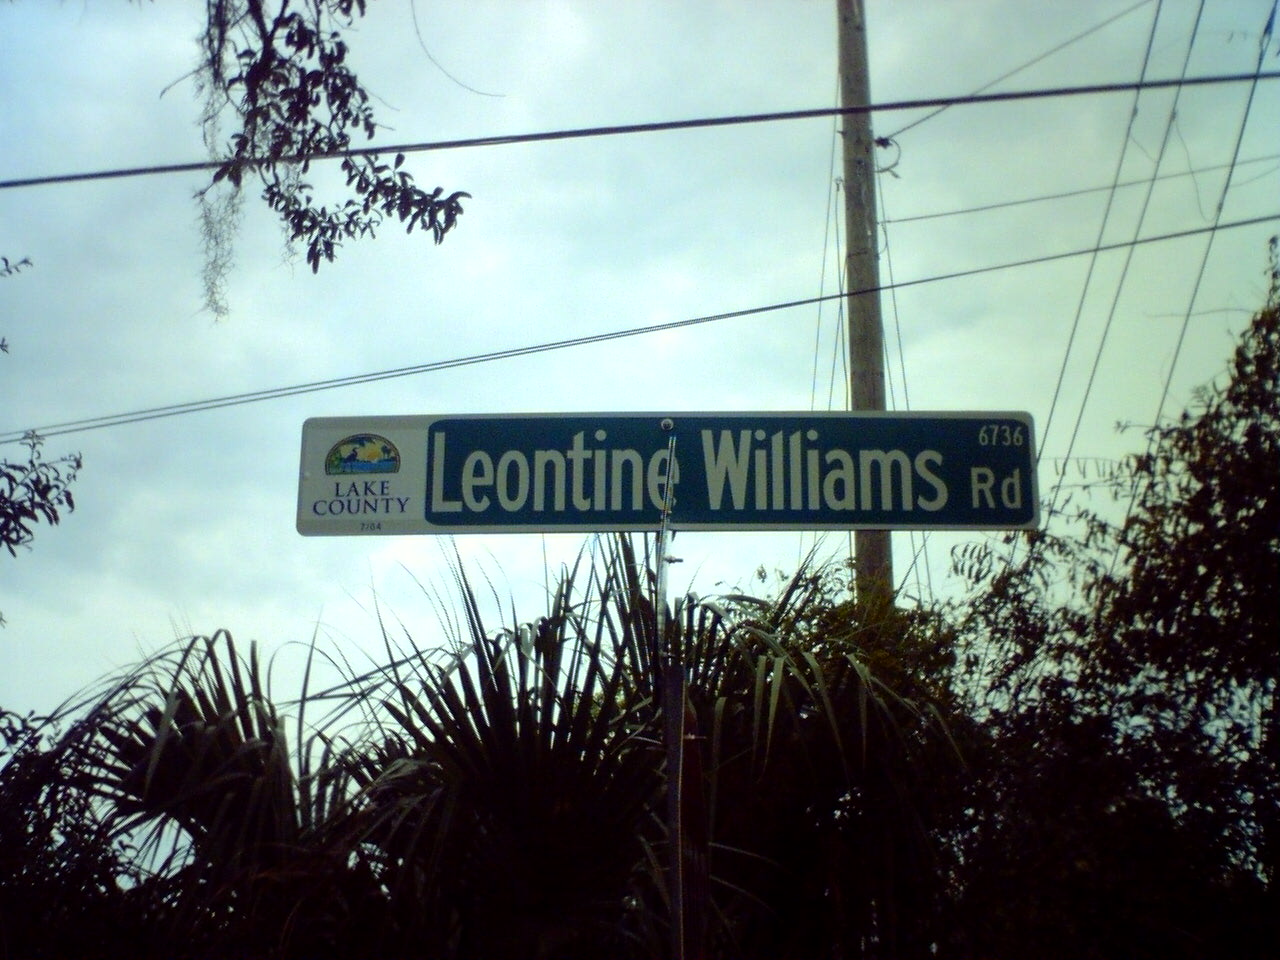 LAKE
COUNTY
7/04
Leontine Williams Rd
6736